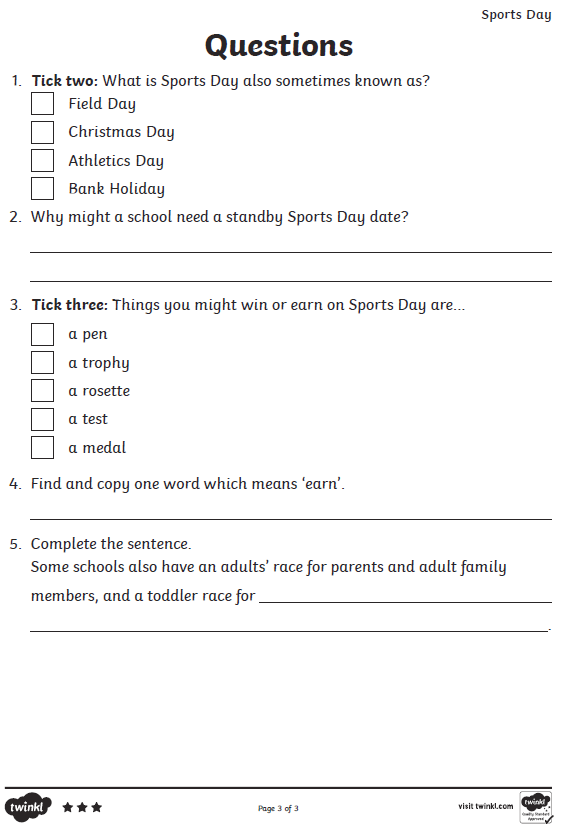 Sports Day
Questions
1. Tick two: What is Sports Day also sometimes known as?
Field Day
Christmas Day
Athletics Day
Bank Holiday
2. Why might a school need a standby Sports Day date?
3. Tick three: Things you might win or earn on Sports Day are...
a pen
a trophy
a rosette
a test
a medal
4. Find and copy one word which means ‘earn’.
5. Complete the sentence.
Some schools also have an adults’ race for parents and adult family
members, and a toddler race for
.
twinkl
Page 3 of 3
visit twinkl.com
twinkl
Quality Standard
Approved